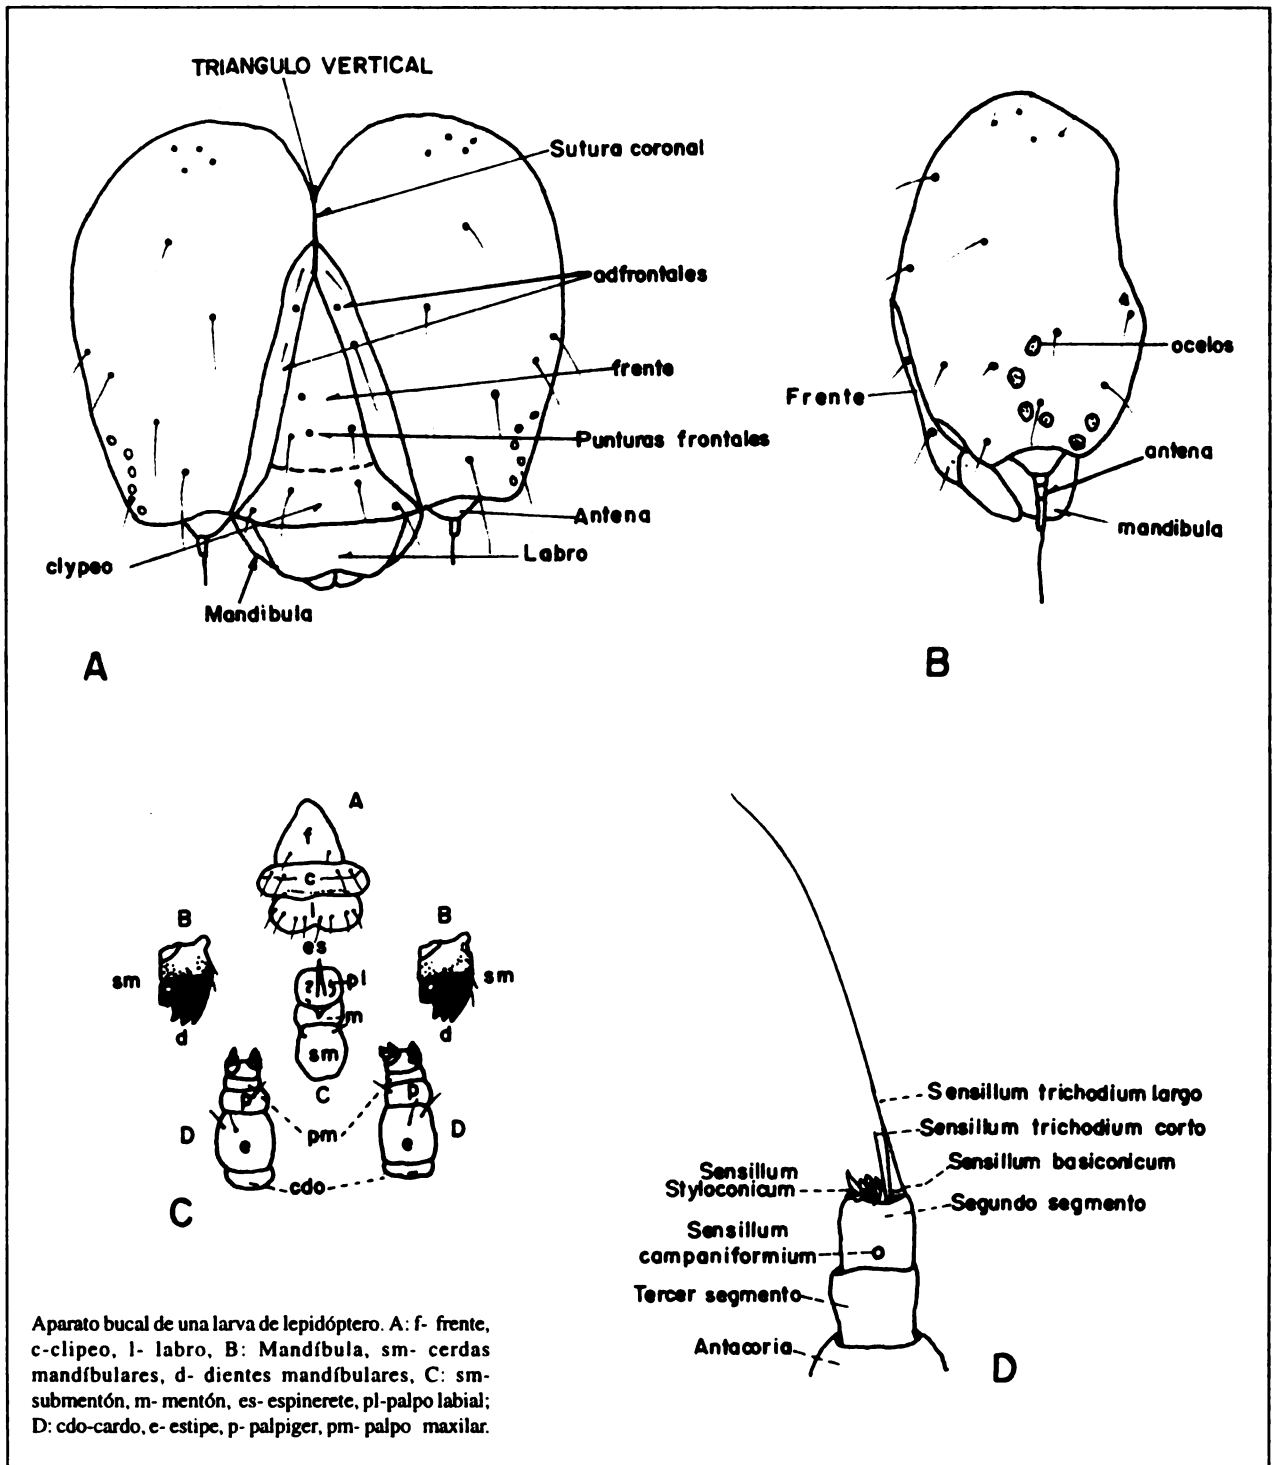 TRIANGULO VERTICAL
Sutura coronal
adfrontales
frente
Punturas frontales
Antena
Labro
clypeo
Mandibula
A
ocelos
Frente
antena
mandibula
B
A
f
c
l
es
B
sm
d
B
sm
d
pl
m
sm
C
p
e
D
pm
p
e
D
cdo
C
Sensillum trichodium largo
Sensillum trichodium corto
Sensillum basiconicum
Sensillum
Styloconicum
Segundo segmento
Sensillum
campaniformium
Tercer segmento
Antacoria
D
Aparato bucal de una larva de lepidóptero. A: f- frente,
c-clipeo, l- labro, B: Mandíbula, sm- cerdas
mandíbulares, d- dientes mandíbulares, C: sm-
submentón, m- mentón, es- espinerete, pl-palpo labial;
D: cdo-cardo, e- estipe, p- palpiger, pm- palpo maxilar.